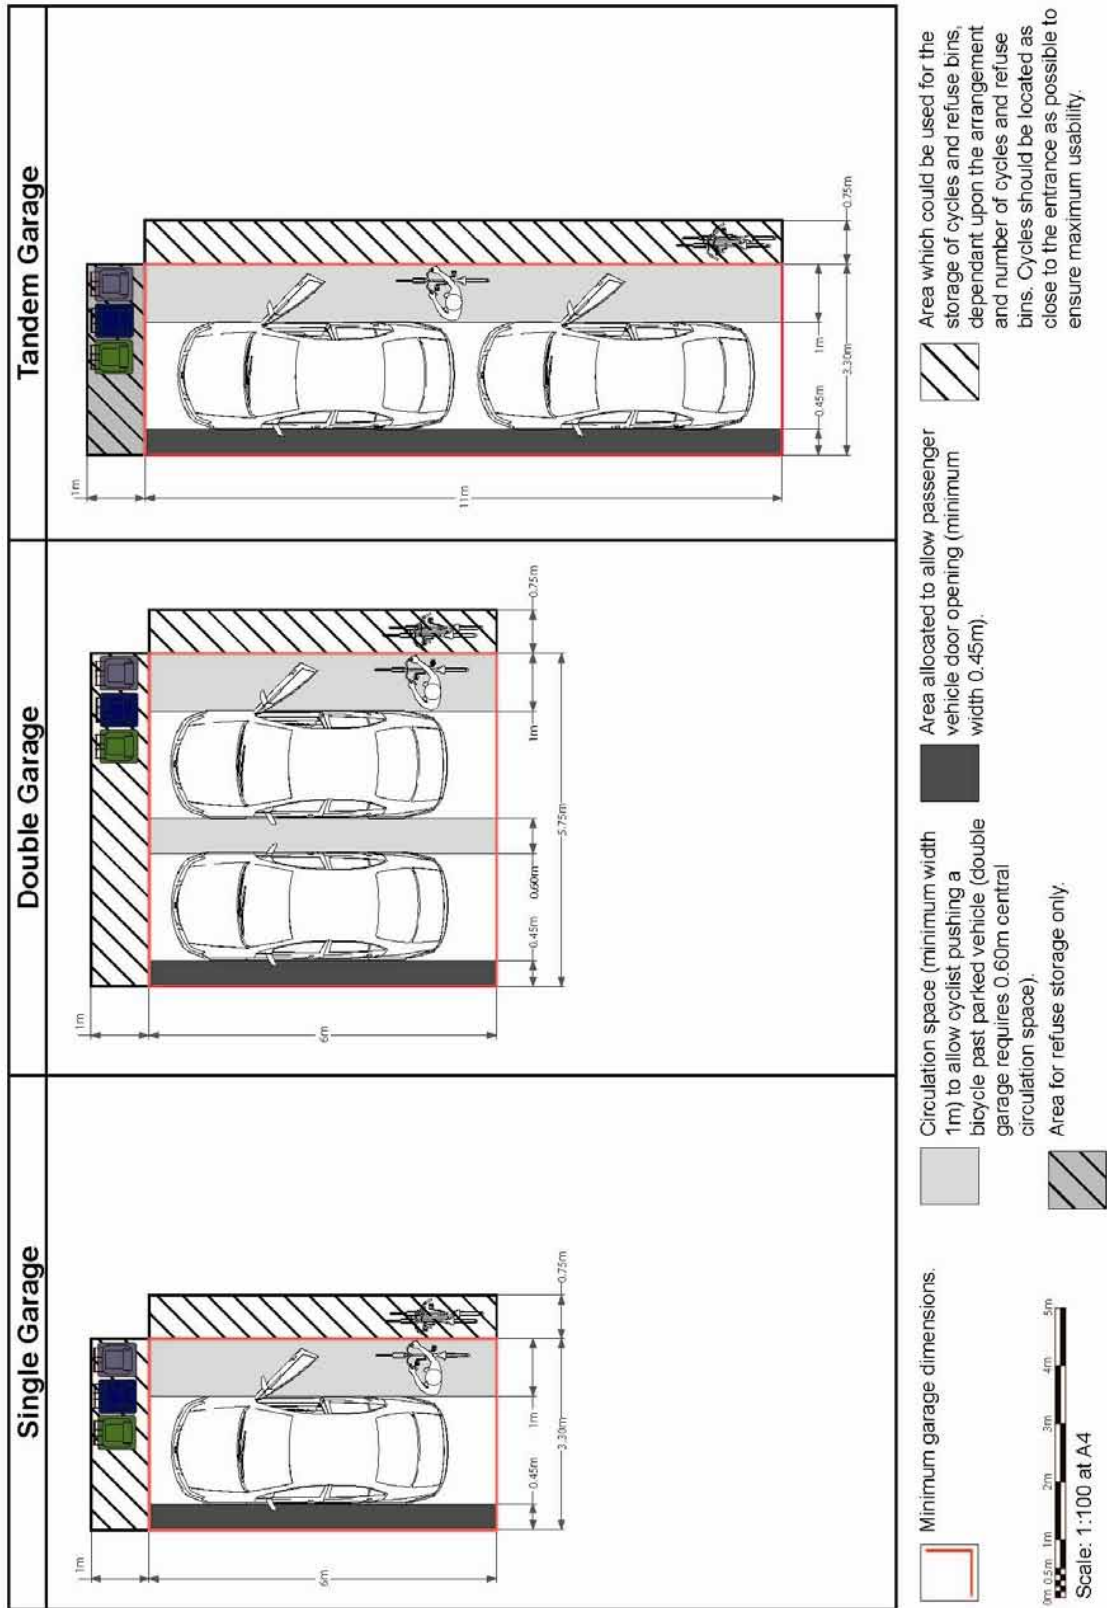 Single Garage
1m
6m
0.45m
1m
3.30m
0.75m
Double Garage
1m
6m
0.45m
0.60m
1m
5.75m
0.75m
Tandem Garage
1m
11m
0.45m
1m
3.30m
0.75m
Minimum garage dimensions.
0m 0.5m 1m 2m 3m 4m 5m
Scale: 1:100 at A4
Circulation space (minimum width
1m) to allow cyclist pushing a
bicycle past parked vehicle (double
garage requires 0.60m central
circulation space).
Area for refuse storage only.
Area allocated to allow passenger
vehicle door opening (minimum
width 0.45m).
Area which could be used for the
storage of cycles and refuse bins,
dependant upon the arrangement
and number of cycles and refuse
bins. Cycles should be located as
close to the entrance as possible to
ensure maximum usability.